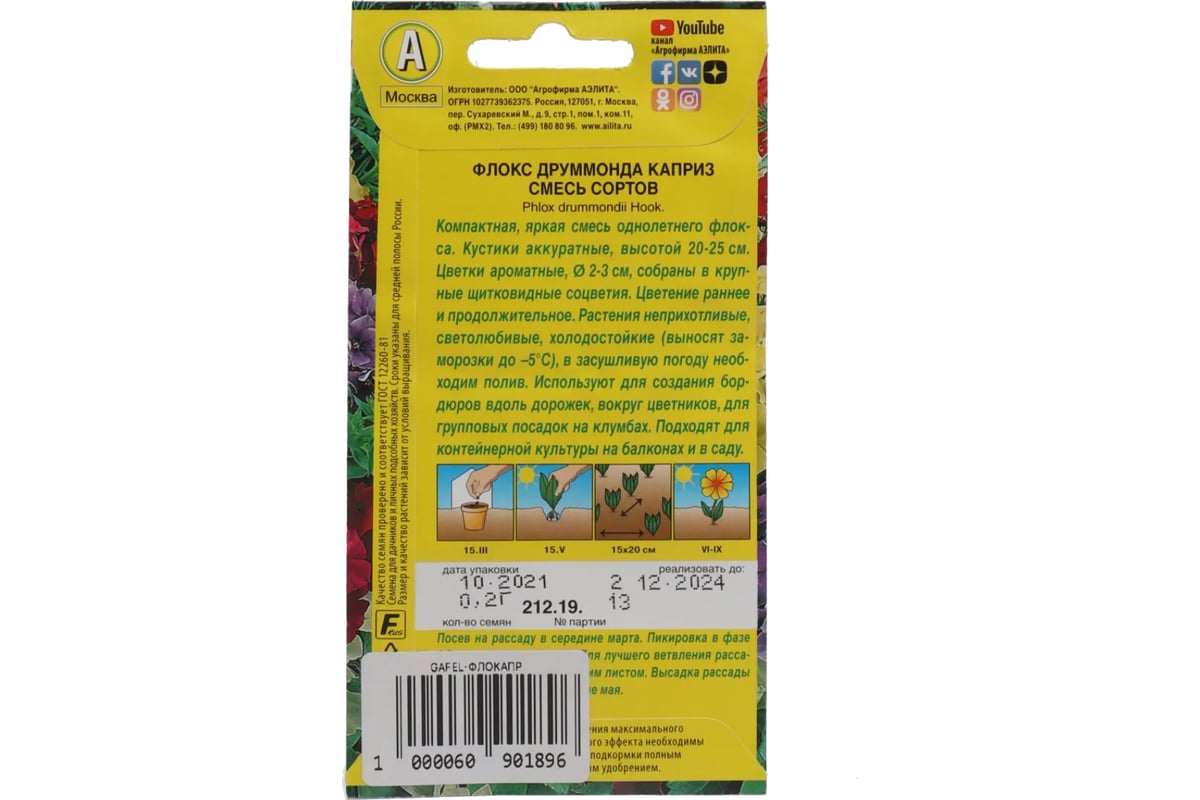 А
Москва
YouTube
канал
«Агрофирма АЭЛИТА»
Изготовитель: ООО "Агрофирма АЭЛИТА".
ОГРН 1027739362375. Россия,127051, г. Москва,
пер. Сухаревский М., д.9, стр.1, пом.1, ком.11,
оф. (РМХ2). Тел.: (499) 180 80 96. www.ailita.ru
ФЛОКС ДРУММОНДА КАПРИЗ
СМЕСЬ СОРТОВ
Phlox drummondii Hook.
Компактная, яркая смесь однолетнего флок-
са. Кустики аккуратные, высотой 20-25 см.
Цветки ароматные, Ø 2-3 см, собраны в круп-
ные щитковидные соцветия. Цветение раннее
и продолжительное. Растения неприхотливые,
светолюбивые, холодостойкие (выносят за-
морозки до –5°С), в засушливую погоду необ-
ходим полив. Используют для создания бор-
дюров вдоль дорожек, вокруг цветников, для
групповых посадок на клумбах. Подходят для
контейнерной культуры на балконах и в саду.
Качество семян проверено и соответствует ГОСТ 12260-81
Семена для дачников и личных подсобных хозяйств. Сроки указаны для средней полосы России.
Размер и качество растений зависит от условий выращивания.
15.III 15.V 15х20 см VI-IX
дата упаковки реализовать до:
10.2021 2 12.2024
0,2Г 212.19. 13
кол-во семян № партии
Посев на рассаду в середине марта. Пикировка в фазе
для лучшего ветвления расса-
листом. Высадка рассады
мая.
максимального
эффекта необходимы
подкормки полным
удобрением.
GAFEL-ФЛОКАПР
1 000060 901896